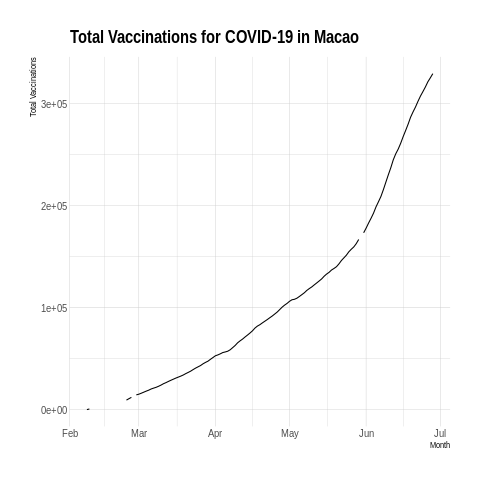 Total Vaccinations for COVID-19 in Macao
Total Vaccinations
3e+05
2e+05
1e+05
0e+00
Feb Mar Apr May Jun Jul
Month